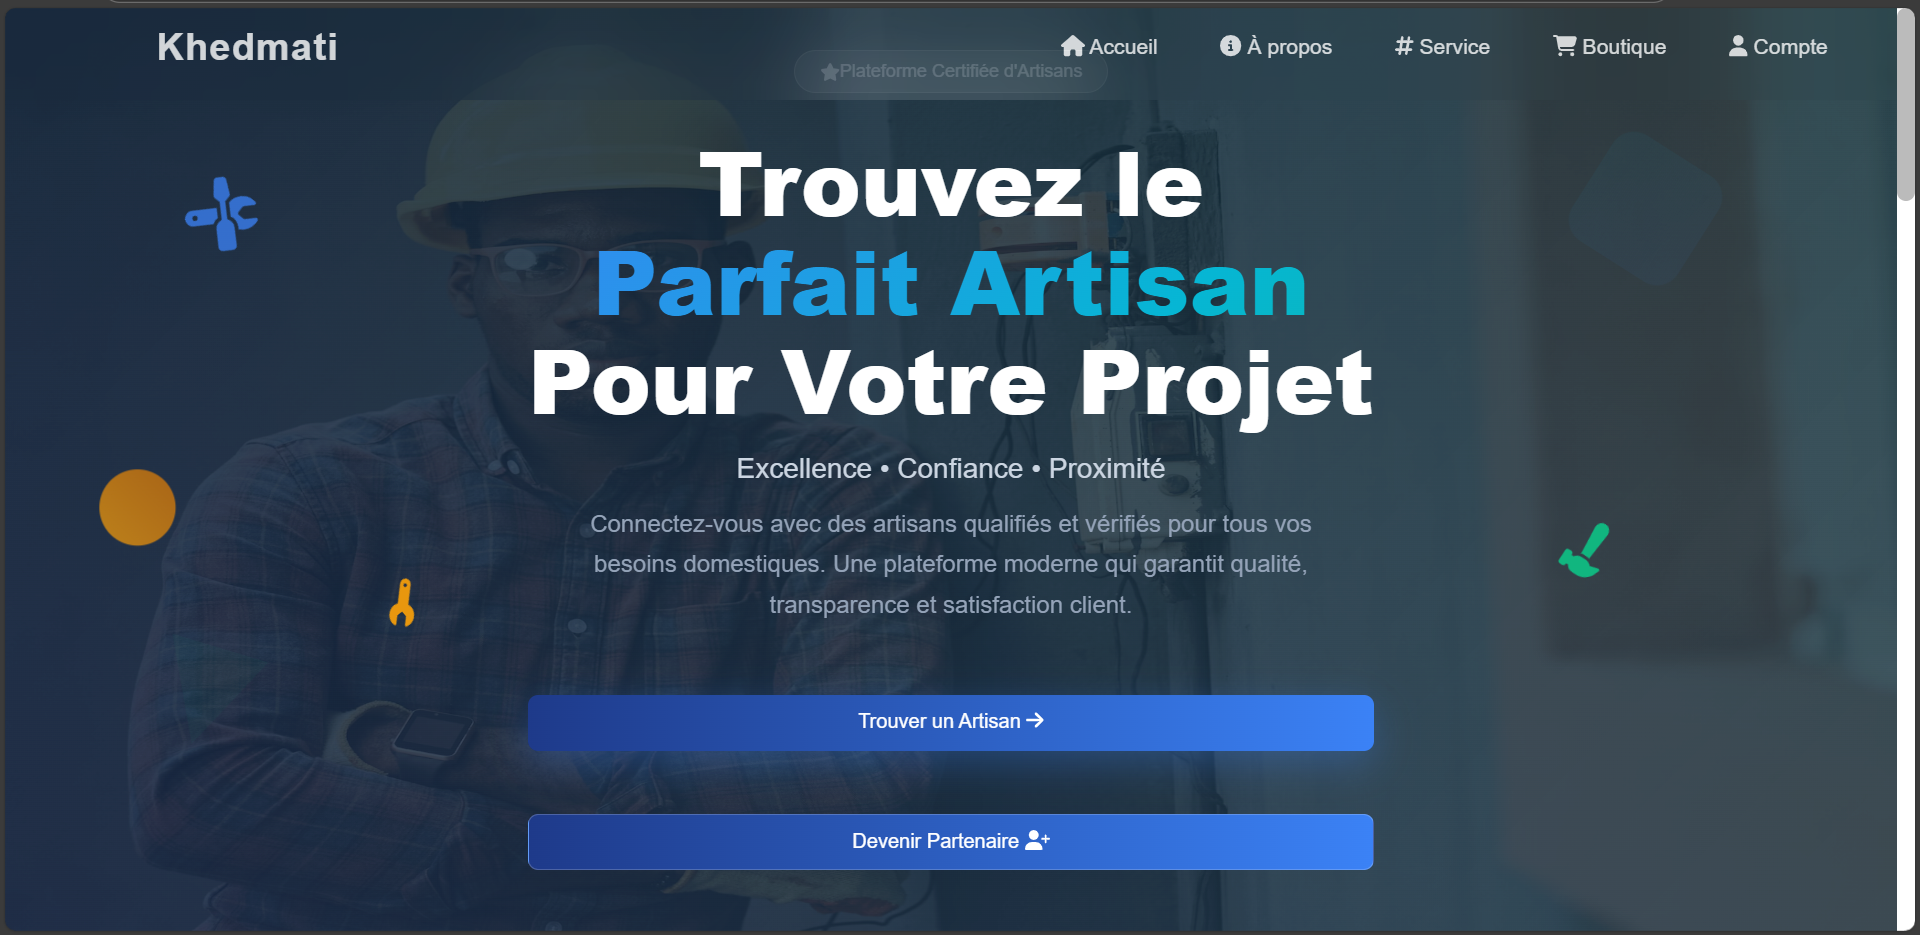 Khedmati
Accueil
À propos
Service
Boutique
Compte
Plateforme Certifiée d'Artisans
Trouvez le
Parfait Artisan
Pour Votre Projet
Excellence • Confiance • Proximité
Connectez-vous avec des artisans qualifiés et vérifiés pour tous vos
besoins domestiques. Une plateforme moderne qui garantit qualité,
transparence et satisfaction client.
Trouver un Artisan
Devenir Partenaire